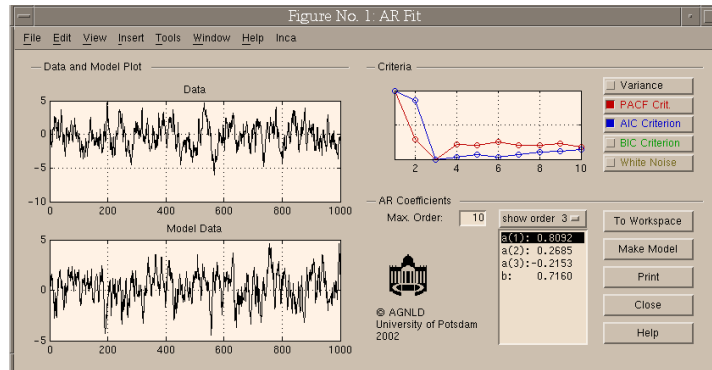 Figure No. 1: AR Fit
File Edit View Insert Tools Window Help Inca
Data and Model Plot
Data
5
0
-5
-10
0 200 400 600 800 1000
Model Data
5
0
-5
0 200 400 600 800 1000
Criteria
2 4 6 8 10
Variance
PACF Crit.
AIC Criterion
BIC Criterion
White Noise
AR Coefficients
Max. Order: 10
show order 3
a(1): 0.8092
a(2): 0.2685
a(3):-0.2153
b: 0.7160
© AGNLD
University of Potsdam
2002
To Workspace
Make Model
Print
Close
Help